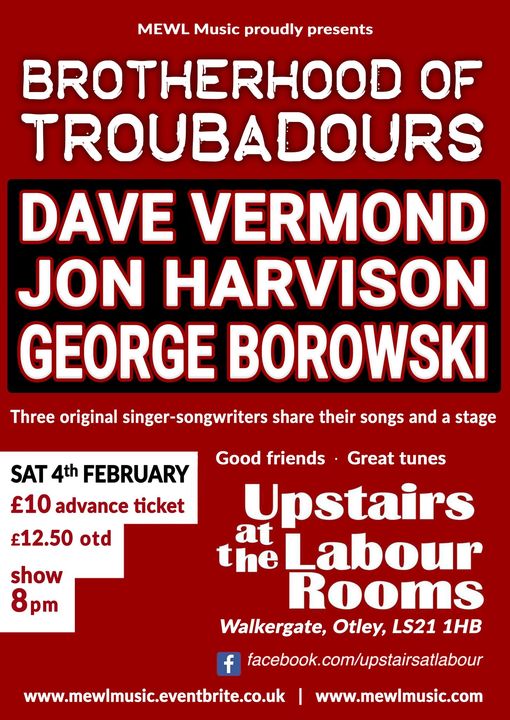 MEWL Music proudly presents
BROTHERHOOD OF
TROUBADOURS
DAVE VERMOND
JON HARVISON
GEORGE BOROWSKI
Three original singer-songwriters share their songs and a stage
SAT 4th FEBRUARY
£10 advance ticket
£12.50 otd
show
8pm
Good friends · Great tunes
Upstairs
at
the Labour
Rooms
Walkergate, Otley, LS21 1HB
f facebook.com/upstairsatlabour
www.mewlmusic.eventbrite.co.uk | www.mewlmusic.com